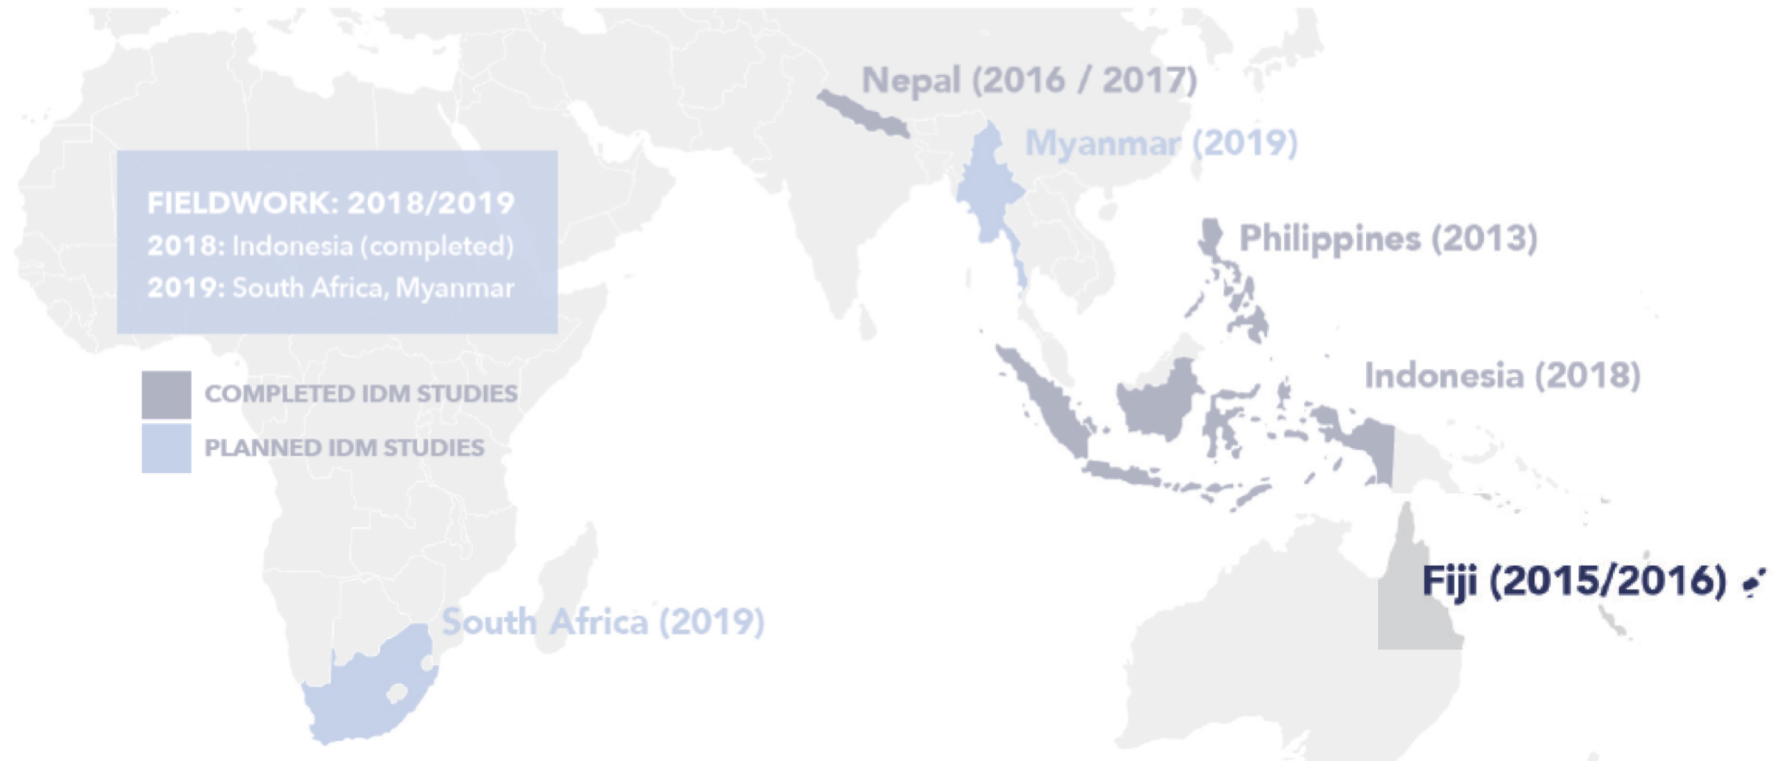 Nepal (2016 / 2017)
Myanmar (2019)
FIELDWORK: 2018/2019
2018: Indonesia (completed)
2019: South Africa, Myanmar
Philippines (2013)
Indonesia (2018)
COMPLETED IDM STUDIES
PLANNED IDM STUDIES
Fiji (2015/2016)
South Africa (2019)